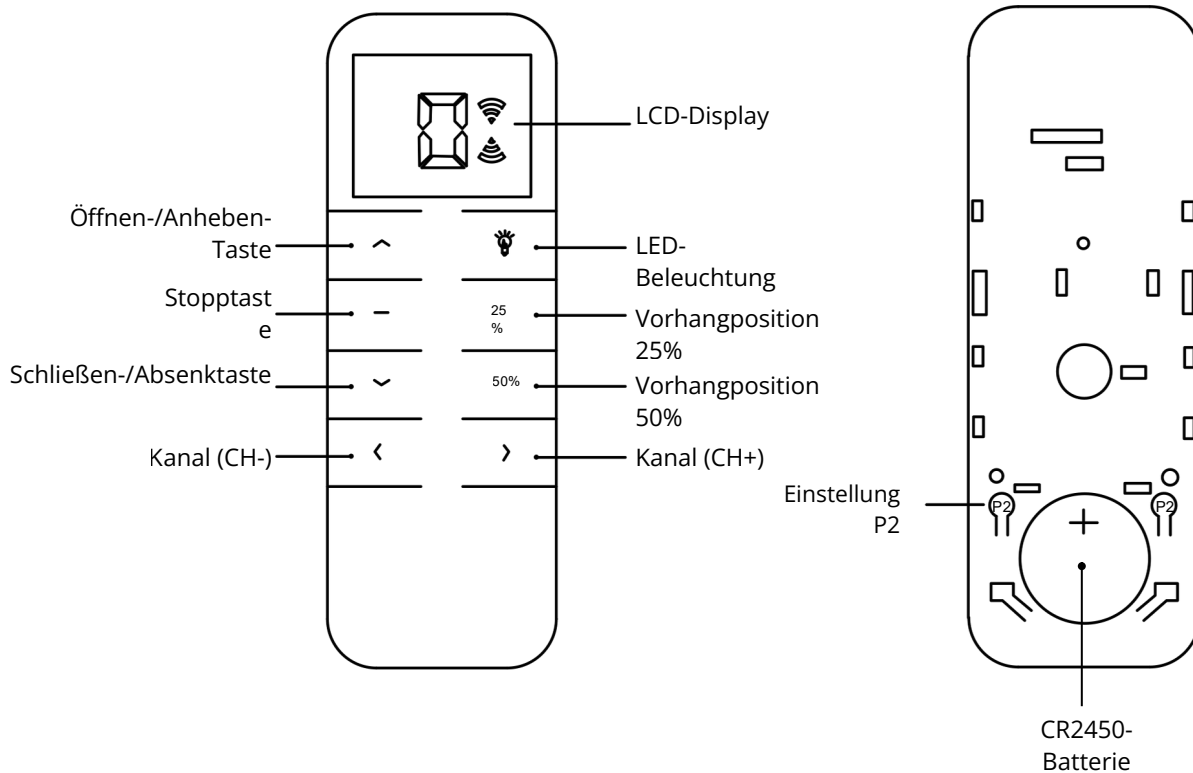 0
LCD-Display
Öffnen-/Anheben-
Taste
LED-
Beleuchtung
Stopptast
e
25
%
Vorhangposition
25%
Schließen-/Absenktaste
50%
Vorhangposition
50%
Kanal (CH-)
Kanal (CH+)
Einstellung
P2
P2
P2
CR2450-
Batterie